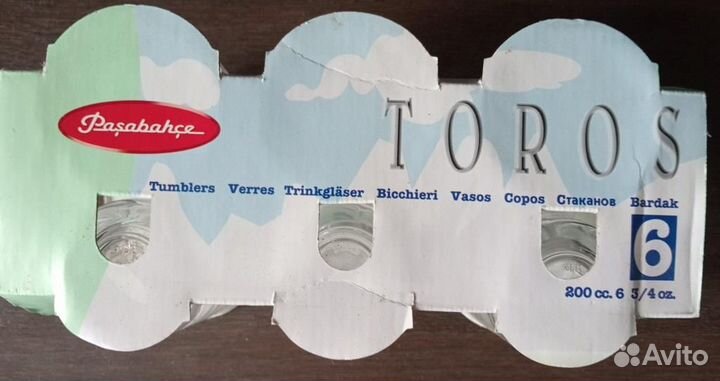 Paşabahçe
TOROS
Tumblers Verres Trinkgläser Bicchieri Vasos Copos Стаканов Bardak
6
200 cc. 6 3/4 oz.
Avito